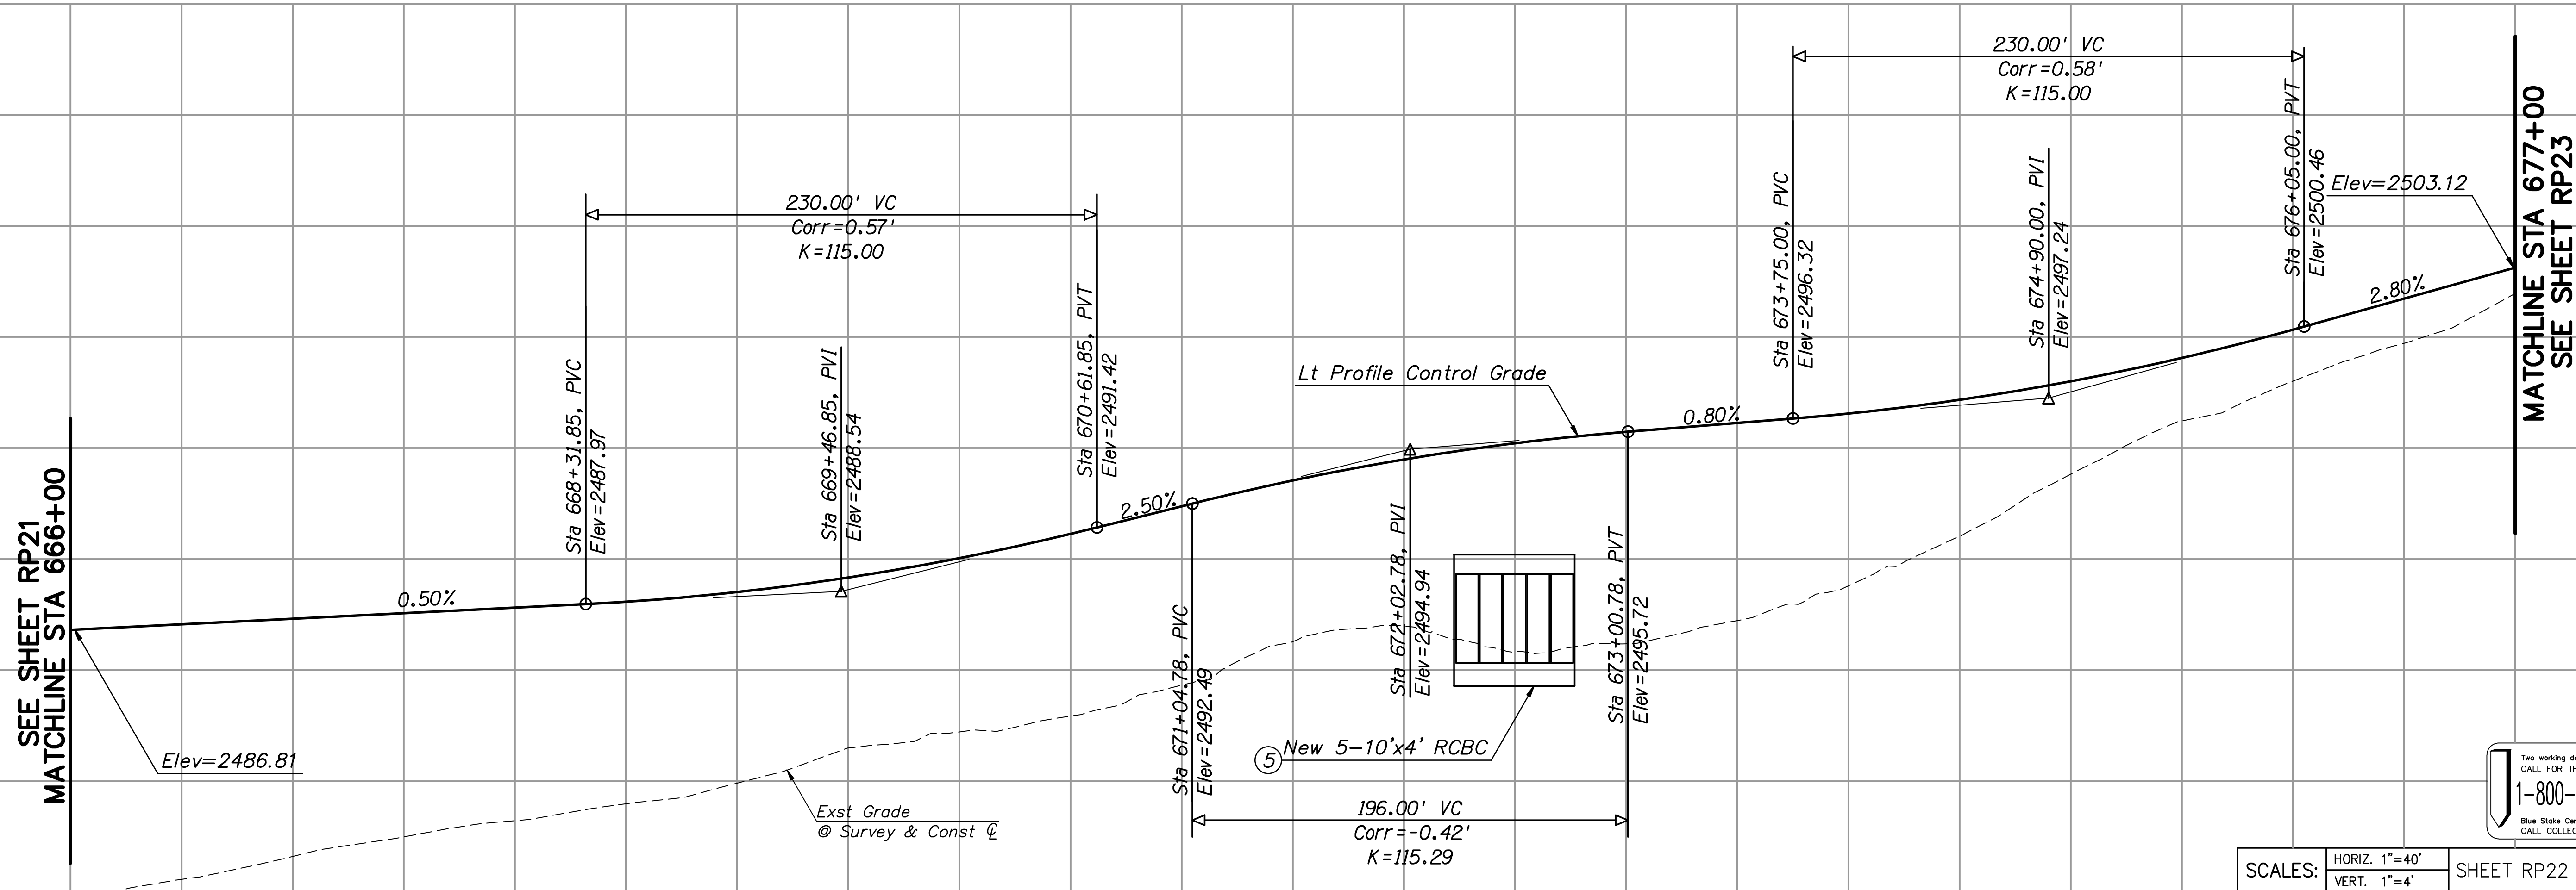 SEE SHEET RP21
MATCHLINE STA 666+00
Elev=2486.81
0.50%
Sta 668+31.85, PVC
Elev=2487.97
230.00' VC
Corr=0.57'
K=115.00
Sta 669+46.85, PVI
Elev=2488.54
Sta 670+61.85, PVT
Elev=2491.42
2.50%
Exst Grade
@ Survey & Const ℄
Sta 671+04.78, PVC
Elev=2492.49
Lt Profile Control Grade
Sta 672+02.78, PVI
Elev=2494.94
5 New 5-10'x4' RCBC
196.00' VC
Corr=-0.42'
K=115.29
Sta 673+00.78, PVT
Elev=2495.72
0.80%
Sta 673+75.00, PVC
Elev=2496.32
230.00' VC
Corr=0.58'
K=115.00
Sta 674+90.00, PVI
Elev=2497.24
Sta 676+05.00, PVT
Elev=2500.46
2.80%
Elev=2503.12
MATCHLINE STA 677+00
SEE SHEET RP23
Two working
CALL FOR
1-800-
Blue Stake
CALL
SCALES:
HORIZ. 1"=40'
VERT. 1"=4'
SHEET RP22